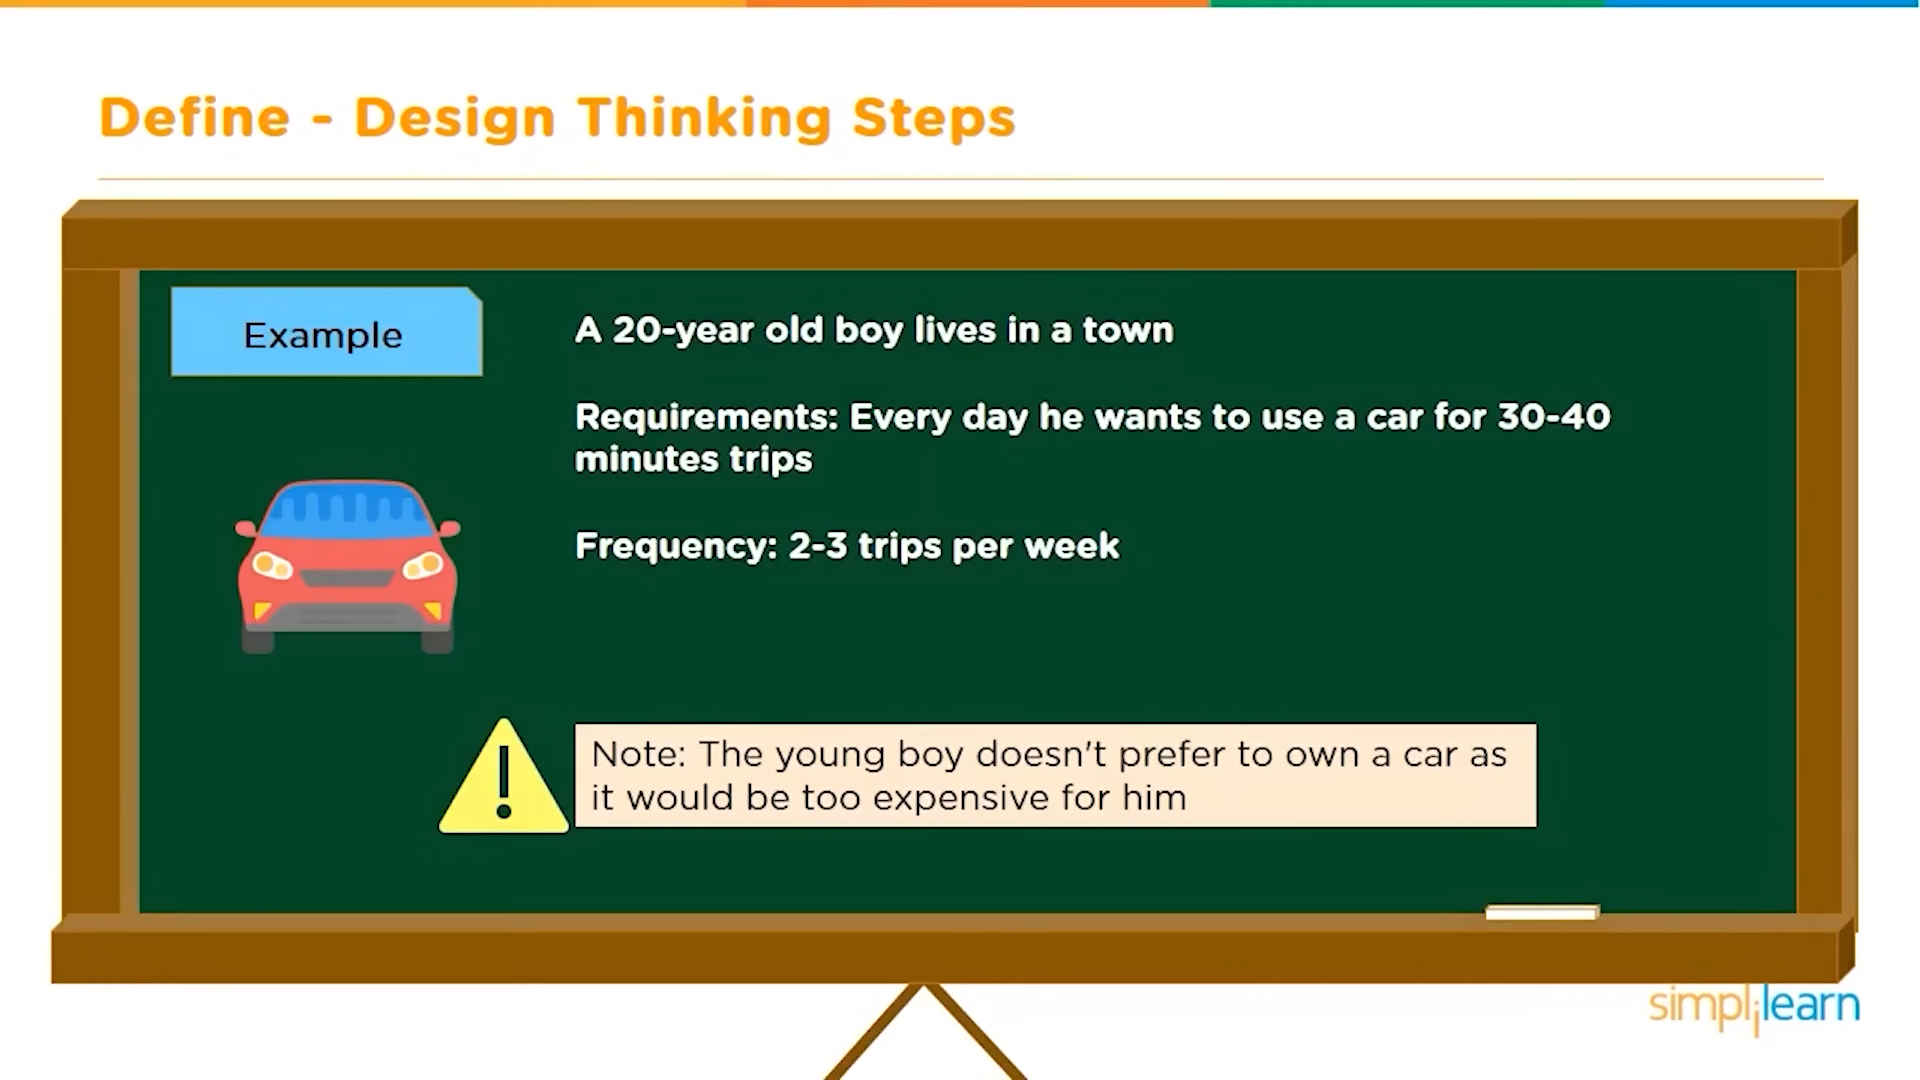 Define - Design Thinking Steps
Example
A 20-year old boy lives in a town
Requirements: Every day he wants to use a car for 30-40
minutes trips
Frequency: 2-3 trips per week
Note: The young boy doesn't prefer to own a car as
it would be too expensive for him
simplilearn